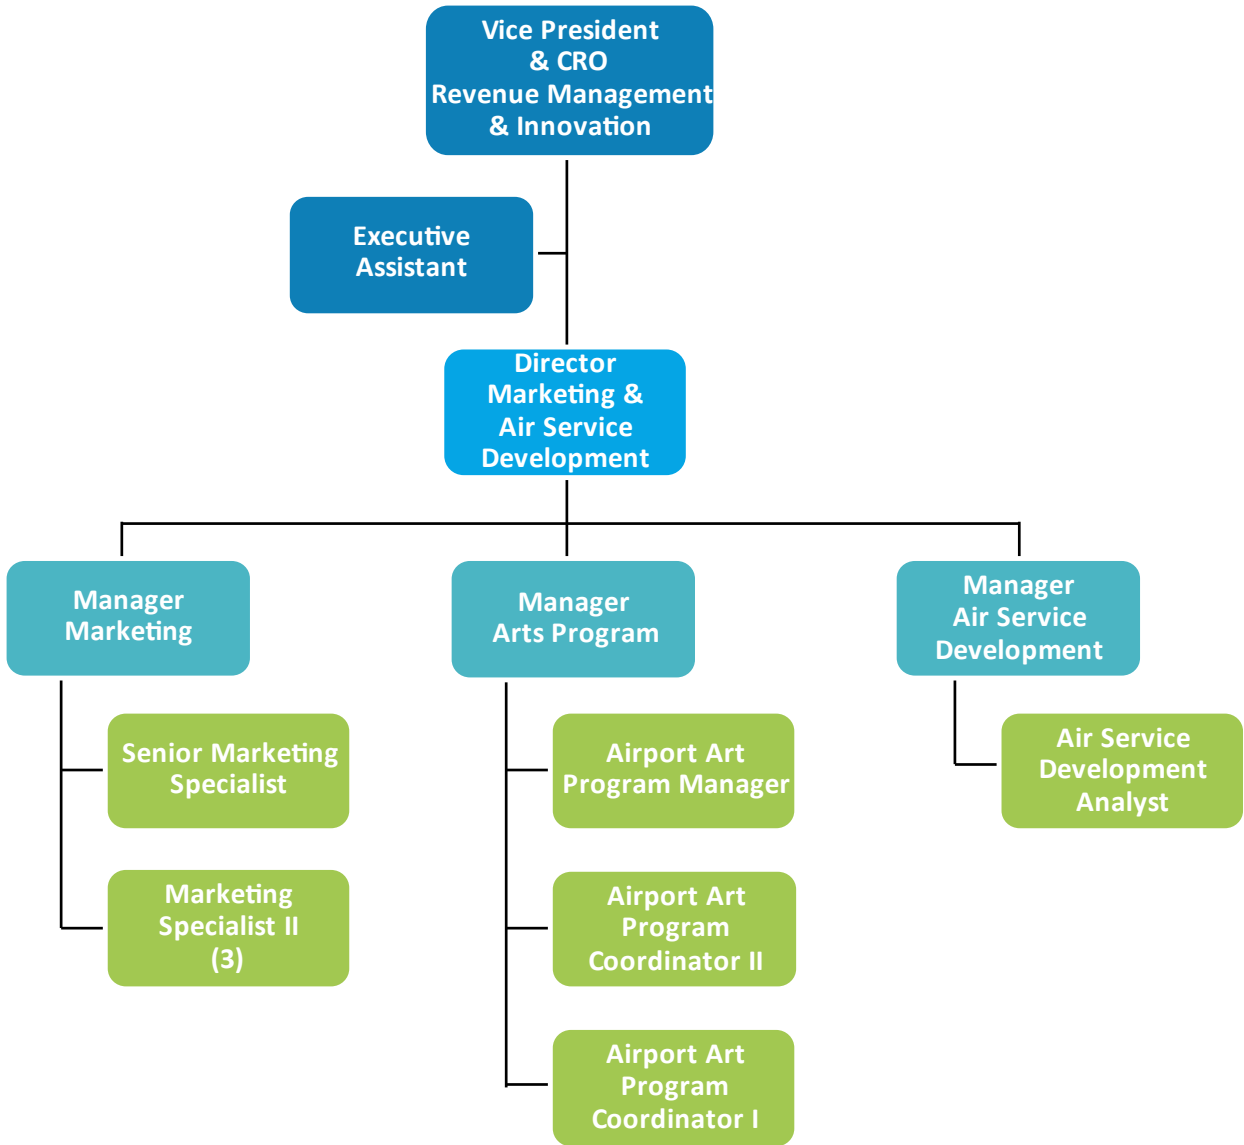 Vice President
& CRO
Revenue Management
& Innovation
Executive
Assistant
Director
Marketing &
Air Service
Development
Manager
Marketing
Manager
Arts Program
Manager
Air Service
Development
Senior Marketing
Specialist
Marketing
Specialist II
(3)
Airport Art
Program Manager
Airport Art
Program
Coordinator II
Airport Art
Program
Coordinator I
Air Service
Development
Analyst